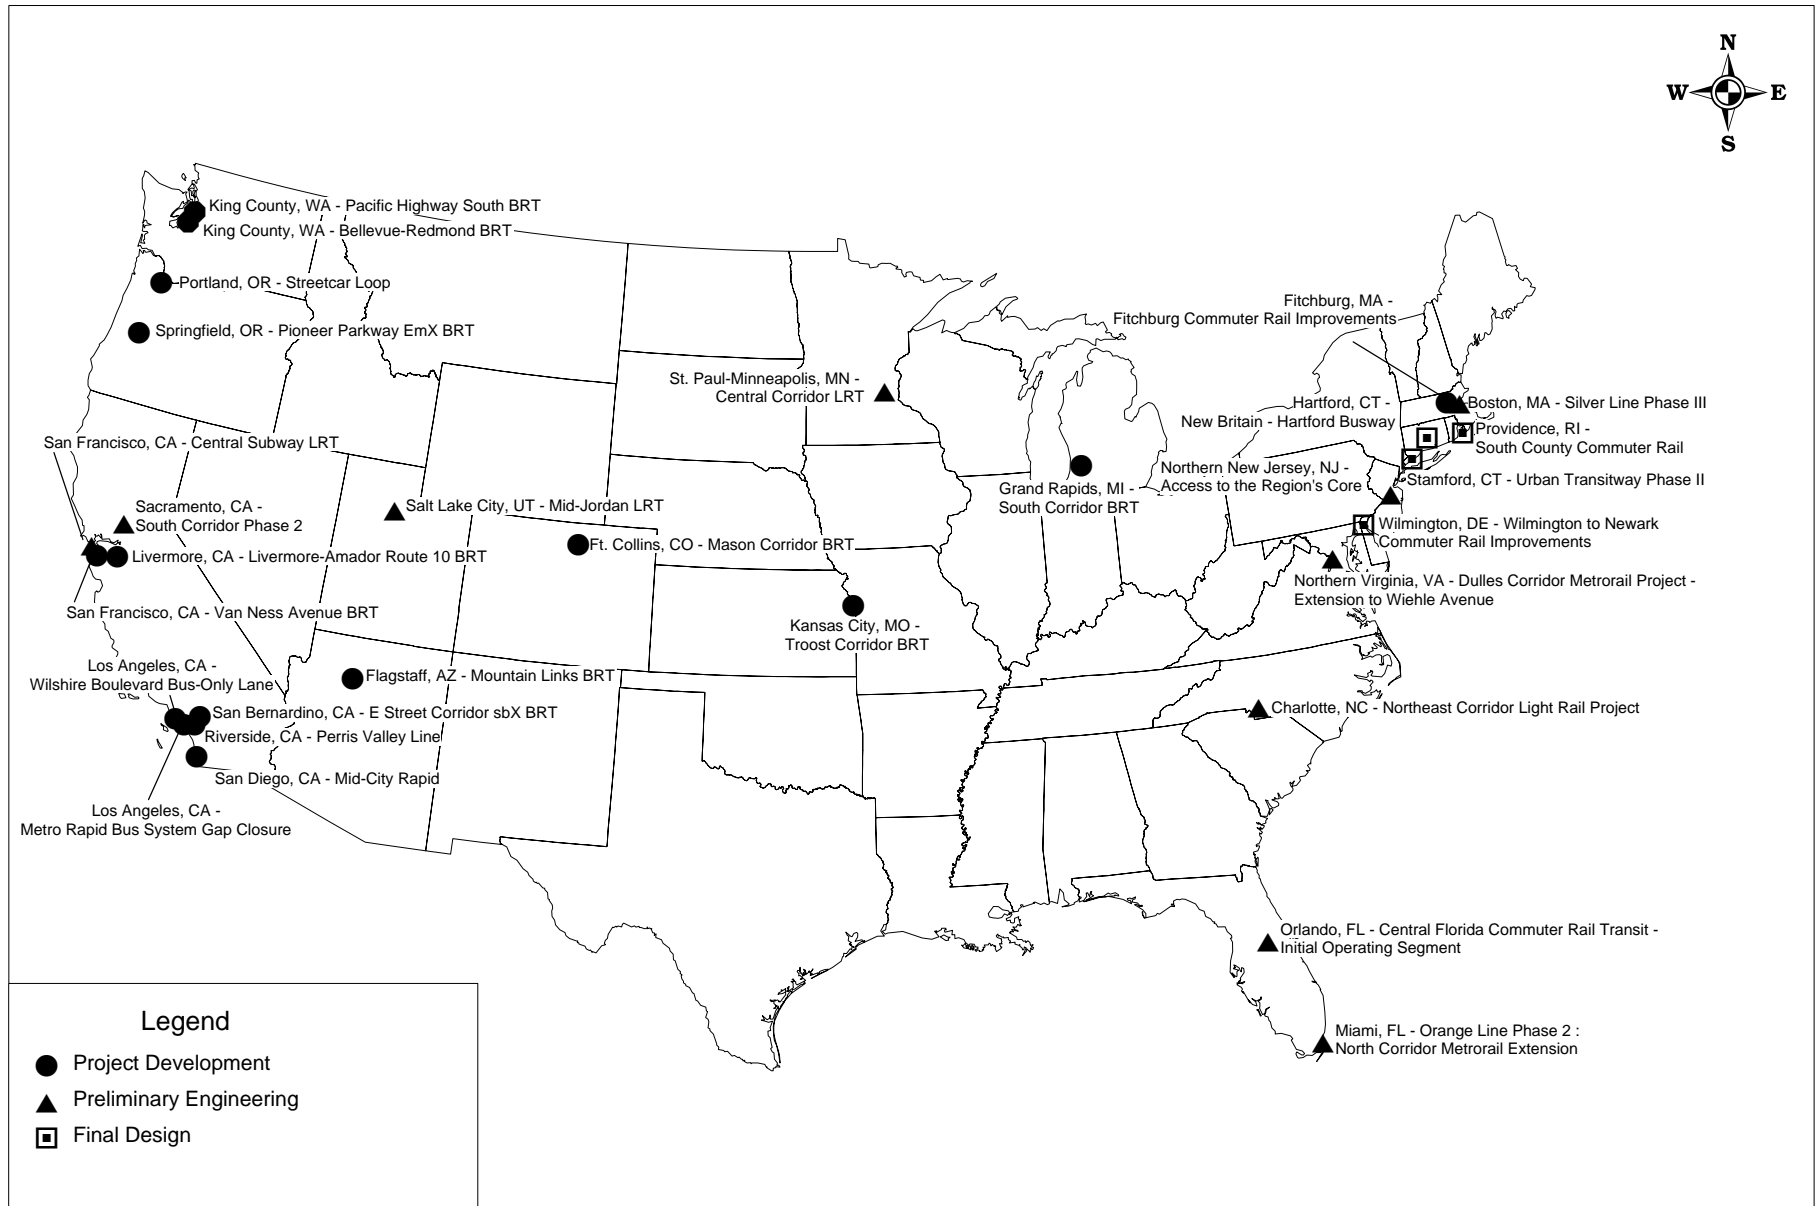 N
W E
S
King County, WA - Pacific Highway South BRT
King County, WA - Bellevue-Redmond BRT
Portland, OR - Streetcar Loop
Springfield, OR - Pioneer Parkway EmX BRT
St. Paul-Minneapolis, MN -
Central Corridor LRT
Fitchburg, MA -
Fitchburg Commuter Rail Improvements
Hartford, CT -
New Britain - Hartford Busway
Boston, MA - Silver Line Phase III
Providence, RI -
South County Commuter Rail
San Francisco, CA - Central Subway LRT
Northern New Jersey, NJ -
Access to the Region's Core
Stamford, CT - Urban Transitway Phase II
Grand Rapids, MI -
South Corridor BRT
Sacramento, CA -
South Corridor Phase 2
Salt Lake City, UT - Mid-Jordan LRT
Wilmington, DE - Wilmington to Newark
Commuter Rail Improvements
Ft. Collins, CO - Mason Corridor BRT
Livermore, CA - Livermore-Amador Route 10 BRT
Northern Virginia, VA - Dulles Corridor Metrorail Project -
Extension to Wiehle Avenue
San Francisco, CA - Van Ness Avenue BRT
Kansas City, MO -
Troost Corridor BRT
Los Angeles, CA -
Wilshire Boulevard Bus-Only Lane
Flagstaff, AZ - Mountain Links BRT
San Bernardino, CA - E Street Corridor sbX BRT
Riverside, CA - Perris Valley Line
San Diego, CA - Mid-City Rapid
Charlotte, NC - Northeast Corridor Light Rail Project
Los Angeles, CA -
Metro Rapid Bus System Gap Closure
Orlando, FL - Central Florida Commuter Rail Transit -
Initial Operating Segment
Miami, FL - Orange Line Phase 2 :
North Corridor Metrorail Extension
Legend
Project Development
Preliminary Engineering
Final Design